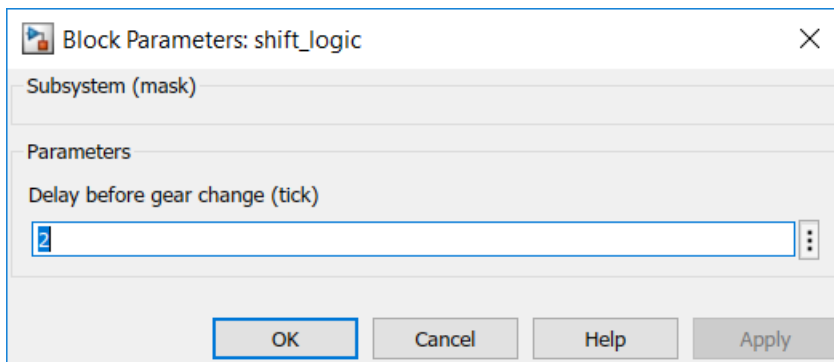 Block Parameters: shift_logic
Subsystem (mask)
Parameters
Delay before gear change (tick)
2
OK Cancel Help Apply